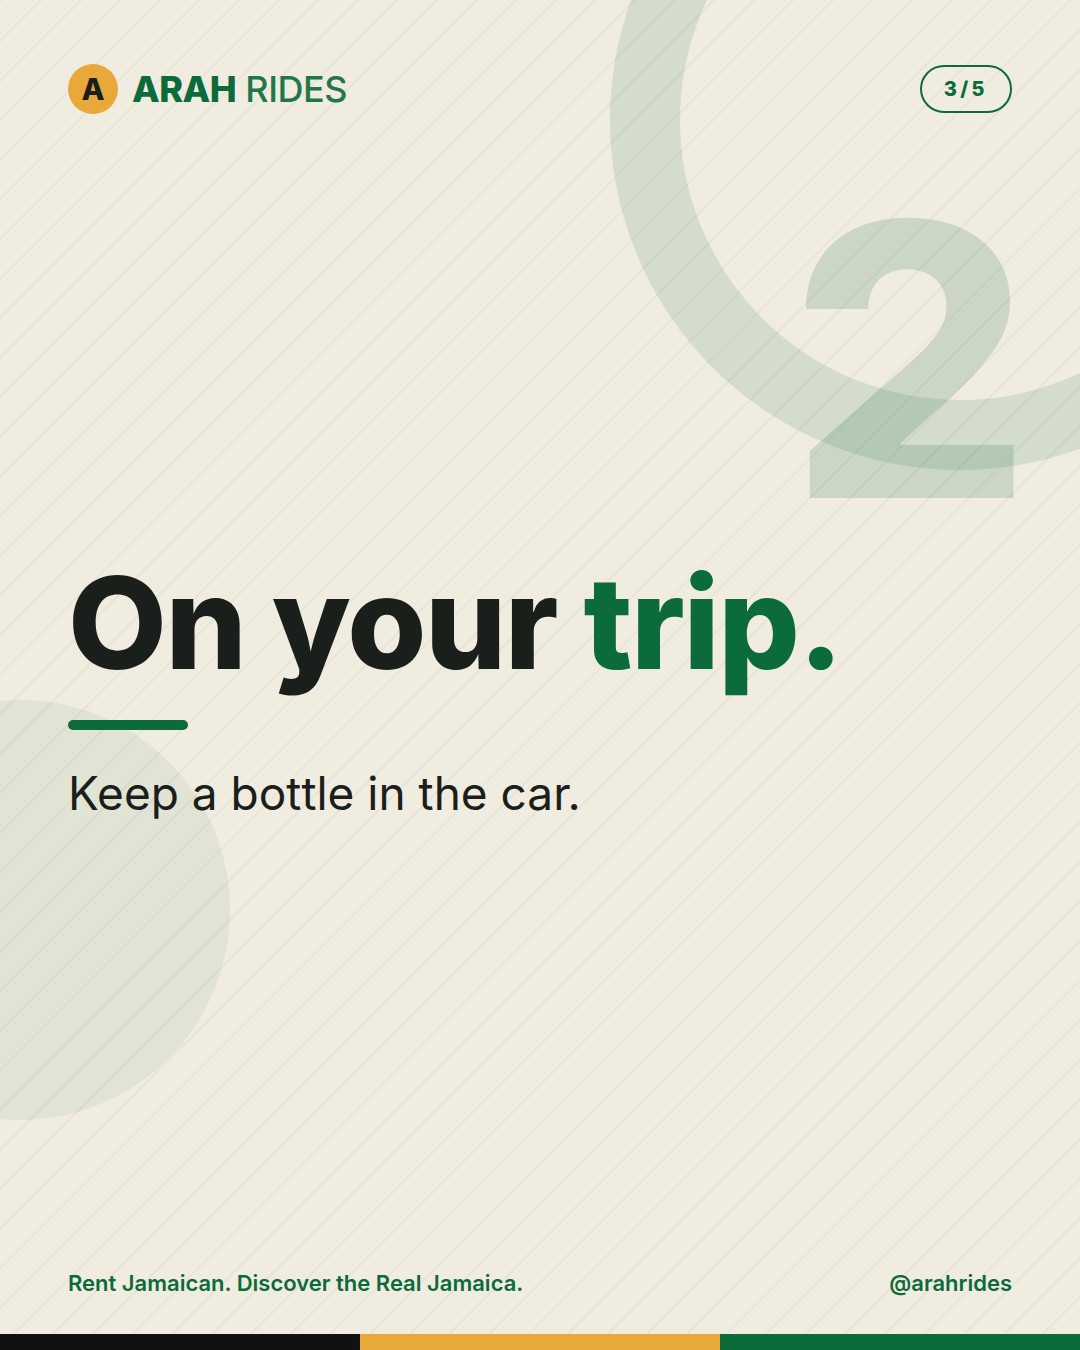 A ARAH RIDES
3/5
2
On your trip.
Keep a bottle in the car.
Rent Jamaican. Discover the Real Jamaica.
@arahrides